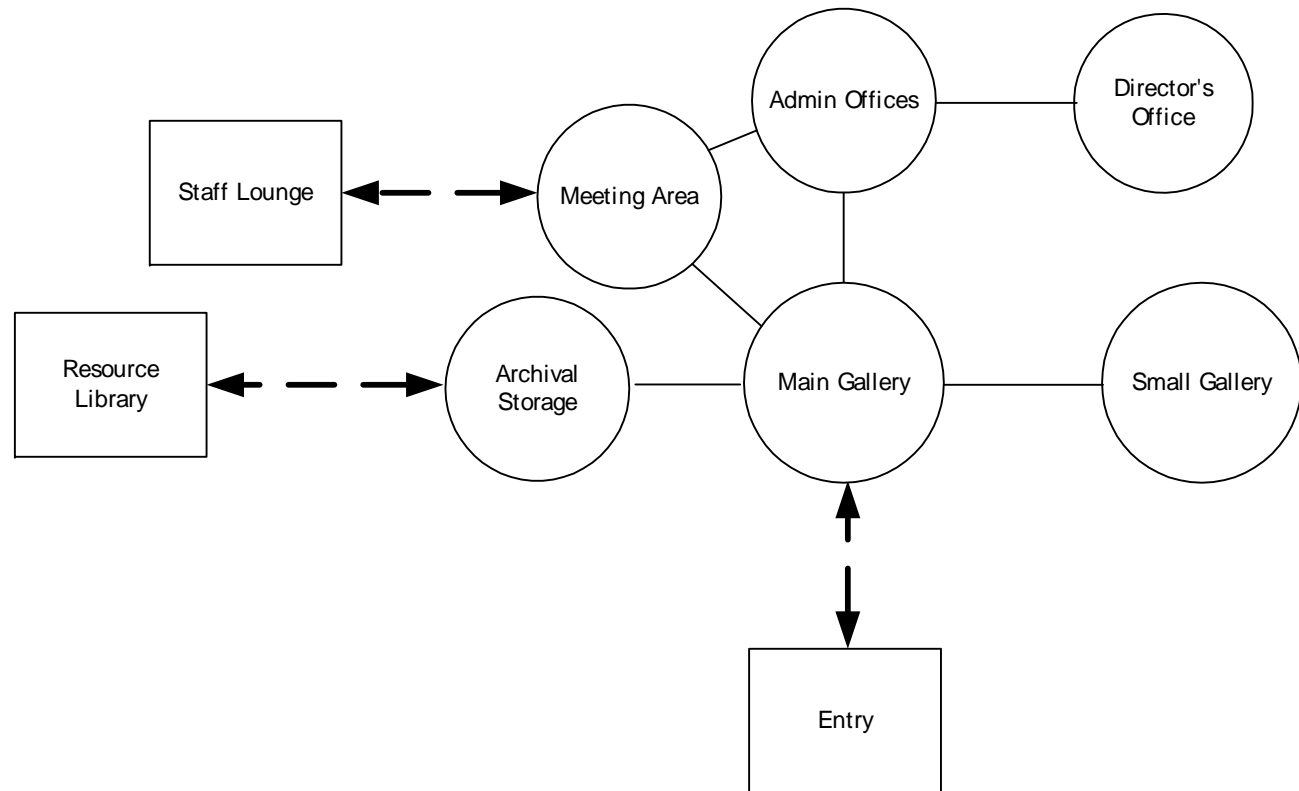 Admin Offices
Director's
Office
Staff Lounge
Meeting Area
Resource
Library
Archival
Storage
Main Gallery
Small Gallery
Entry